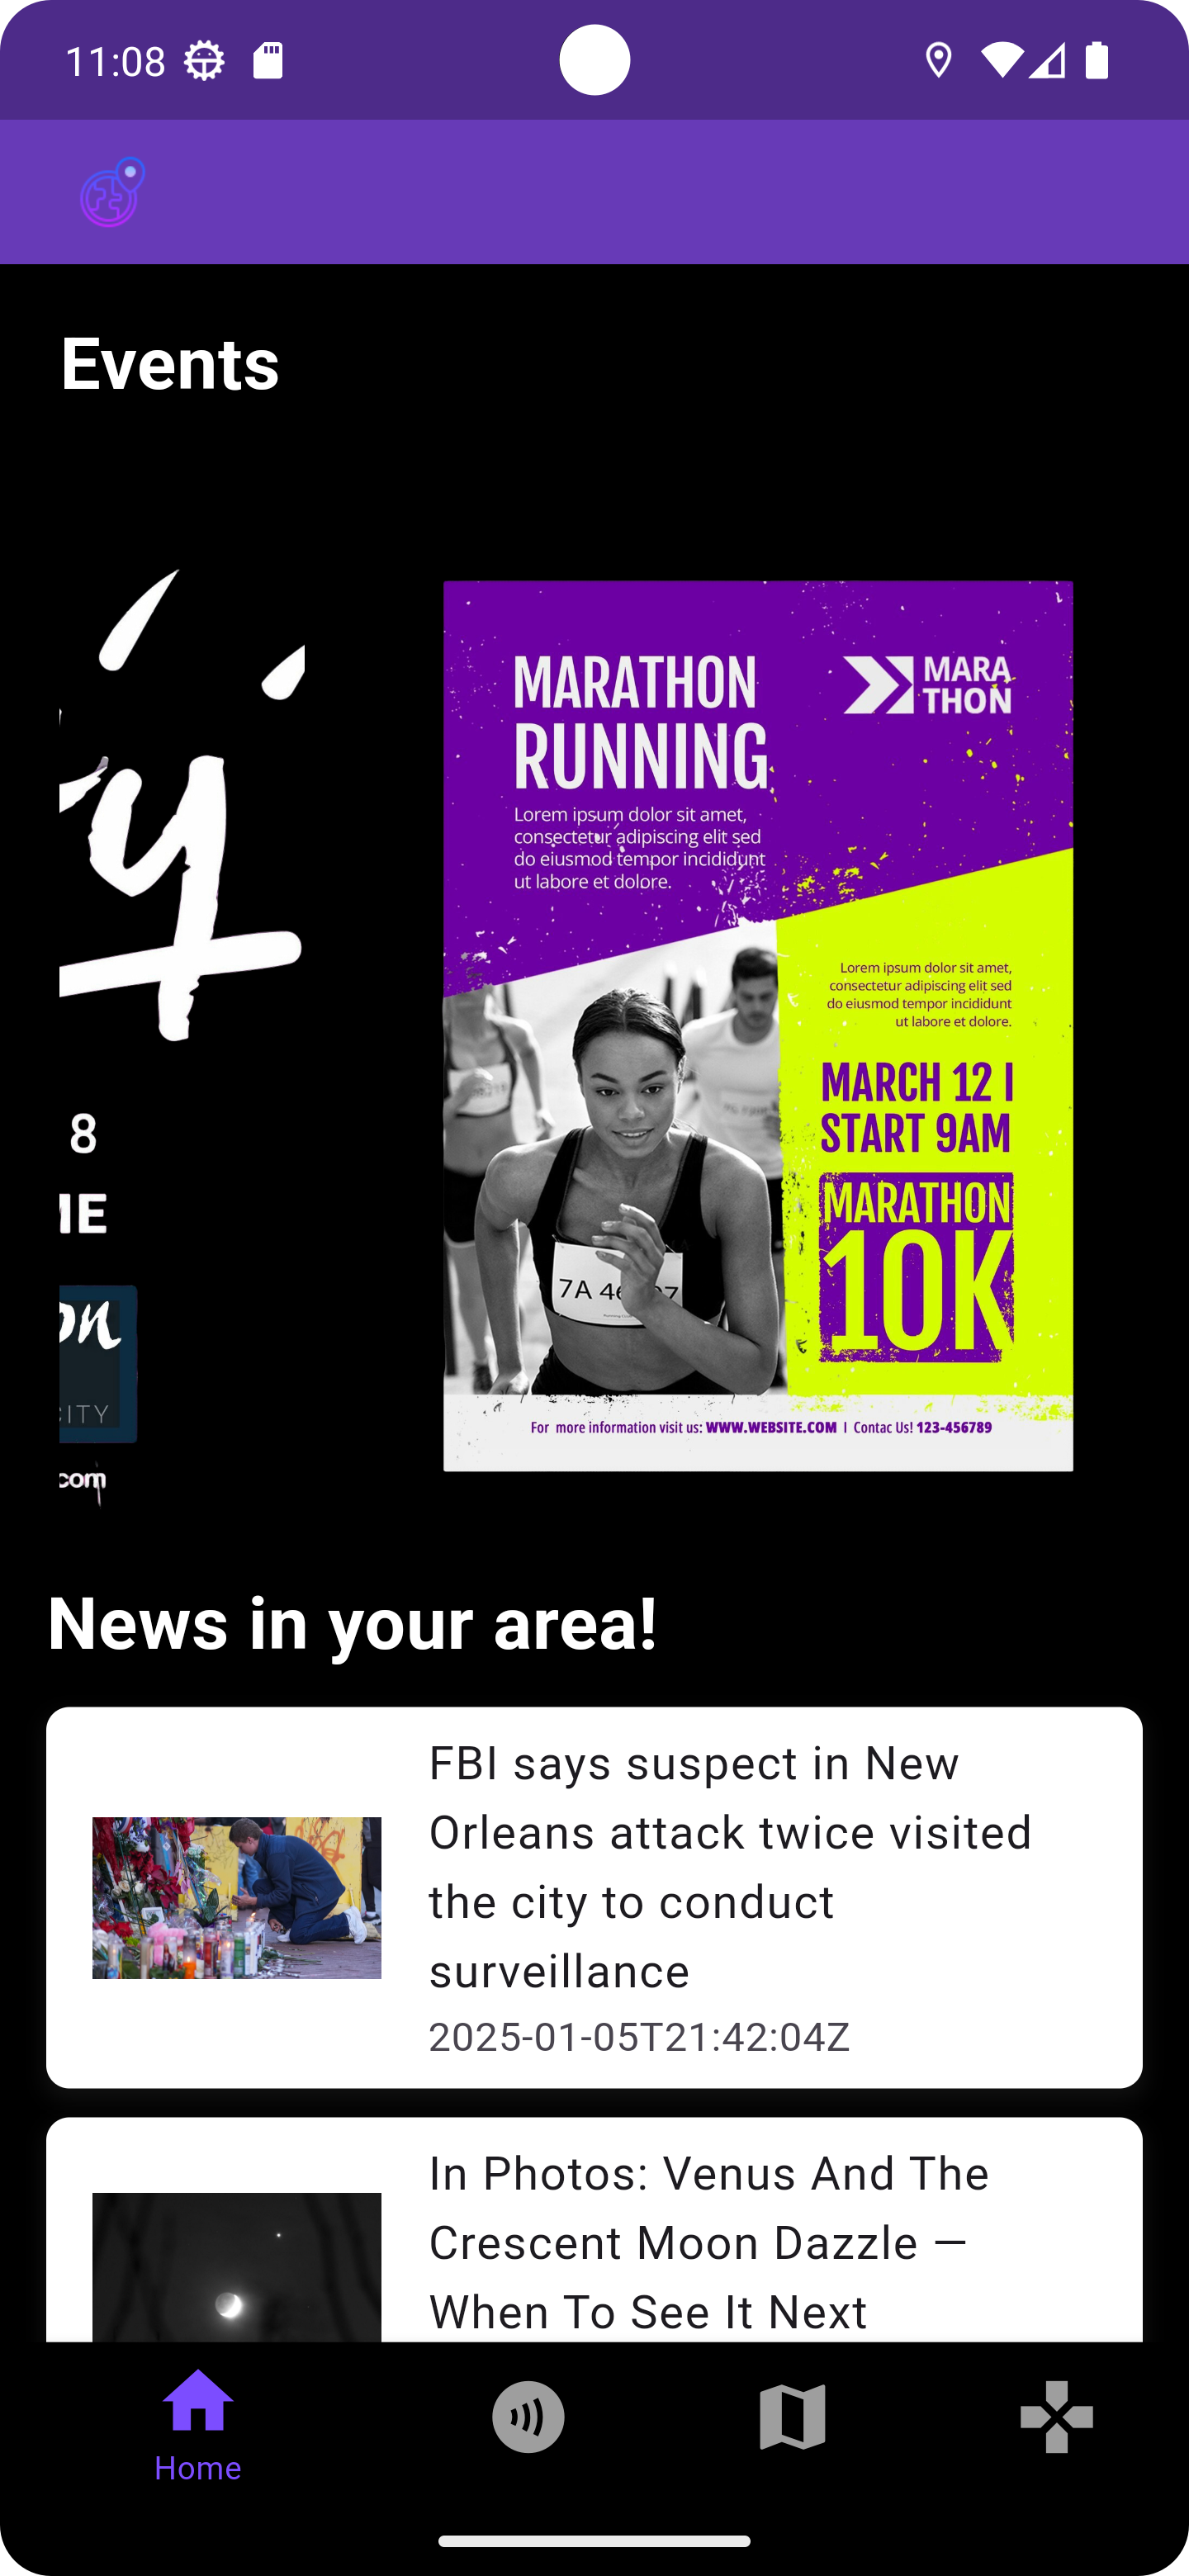 11:08
Events
y
8
IE
on
CITY
.com
MARATHON
RUNNING
MARA
THON
Lorem ipsum dolor sit amet,
consectetur adipiscing elit sed
do eiusmod tempor incididunt
ut labore et dolore.
Lorem ipsum dolor sit amet,
consectetur adipiscing elit sed
do eiusmod tempor incididunt
ut labore et dolore.
MARCH 12 I
START 9AM
MARATHON
10K
7A 46 07
For more information visit us: WWW.WEBSITE.COM I Contac Us! 123-456789
News in your area!
FBI says suspect in New
Orleans attack twice visited
the city to conduct
surveillance
2025-01-05T21:42:04Z
In Photos: Venus And The
Crescent Moon Dazzle —
When To See It Next
Home